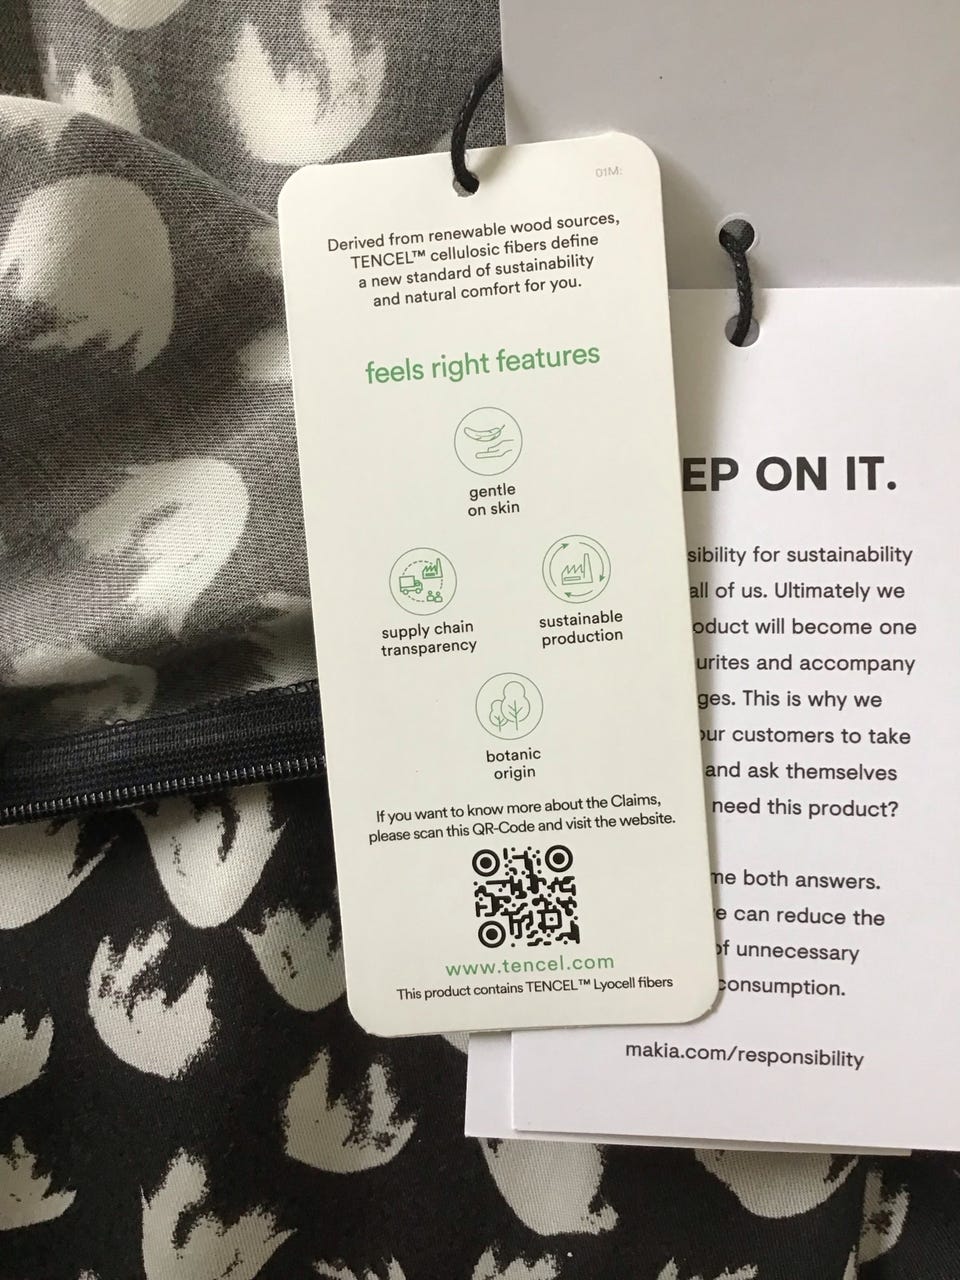 01M:
Derived from renewable wood sources,
TENCEL™ cellulosic fibers define
a new standard of sustainability
and natural comfort for you.
feels right features
gentle
on skin
supply chain
transparency
sustainable
production
botanic
origin
If you want to know more about the Claims,
please scan this QR-Code and visit the website.
www.tencel.com
This product contains TENCEL™ Lyocell fibers
EP ON IT.
sibility for sustainability
all of us. Ultimately we
oduct will become one
urites and accompany
ges. This is why we
our customers to take
and ask themselves
need this product?
me both answers.
e can reduce the
of unnecessary
consumption.
makia.com/responsibility